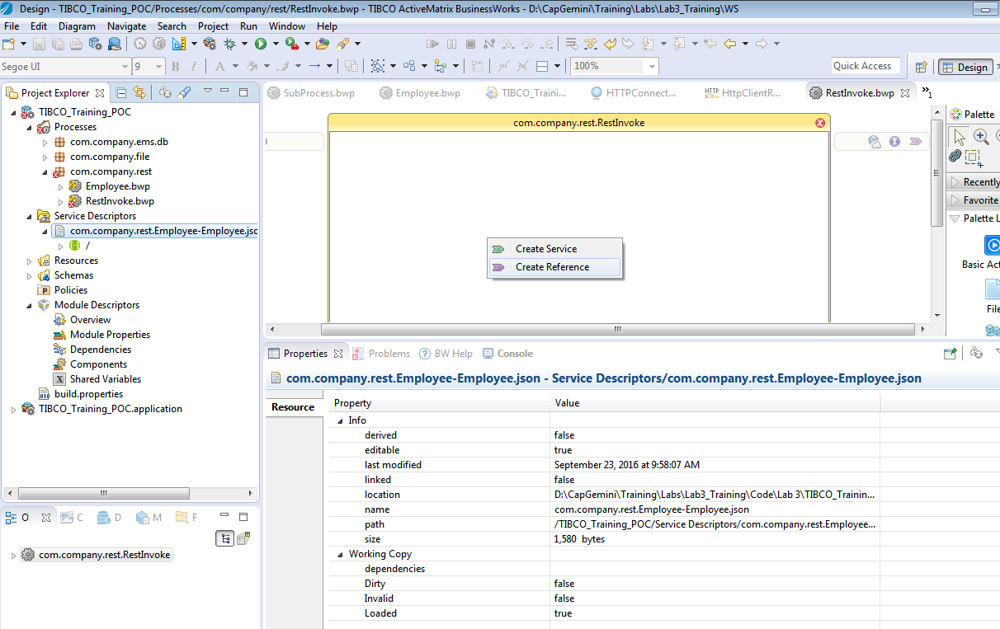 Design - TIBCO_Training_POC/Processes/com/company/rest/RestInvoke.bwp - TIBCO ActiveMatrix BusinessWorks - D:\CapGemini\Training\Labs\Lab3_Training\WS
File Edit Diagram Navigate Search Project Run Window Help
Segoe UI 9 B I A 100% Quick Access Design
Project Explorer
TIBCO_Training_POC
Processes
com.company.ems.db
com.company.file
com.company.rest
Employee.bwp
RestInvoke.bwp
Service Descriptors
com.company.rest.Employee-Employee.jsc
/
Resources
Schemas
Policies
Module Descriptors
Overview
Module Properties
Dependencies
Components
Shared Variables
build.properties
TIBCO_Training_POC.application
O C D M F
com.company.rest.RestInvoke
SubProcess.bwp Employee.bwp TIBCO_Traini... HTTPConnect... HttpClientR... RestInvoke.bwp »1
com.company.rest.RestInvoke
Create Service
Create Reference
Palette
Recently
Favorite
Palette L
Basic Act
File
Properties Problems BW Help Console
com.company.rest.Employee-Employee.json - Service Descriptors/com.company.rest.Employee-Employee.json
Resource
Property Value
Info
derived false
editable true
last modified September 23, 2016 at 9:58:07 AM
linked false
location D:\CapGemini\Training\Labs\Lab3_Training\Code\Lab 3\TIBCO_Trainin...
name com.company.rest.Employee-Employee.json
path /TIBCO_Training_POC/Service Descriptors/com.company.rest.Employee...
size 1,580 bytes
Working Copy
dependencies
Dirty false
Invalid false
Loaded true